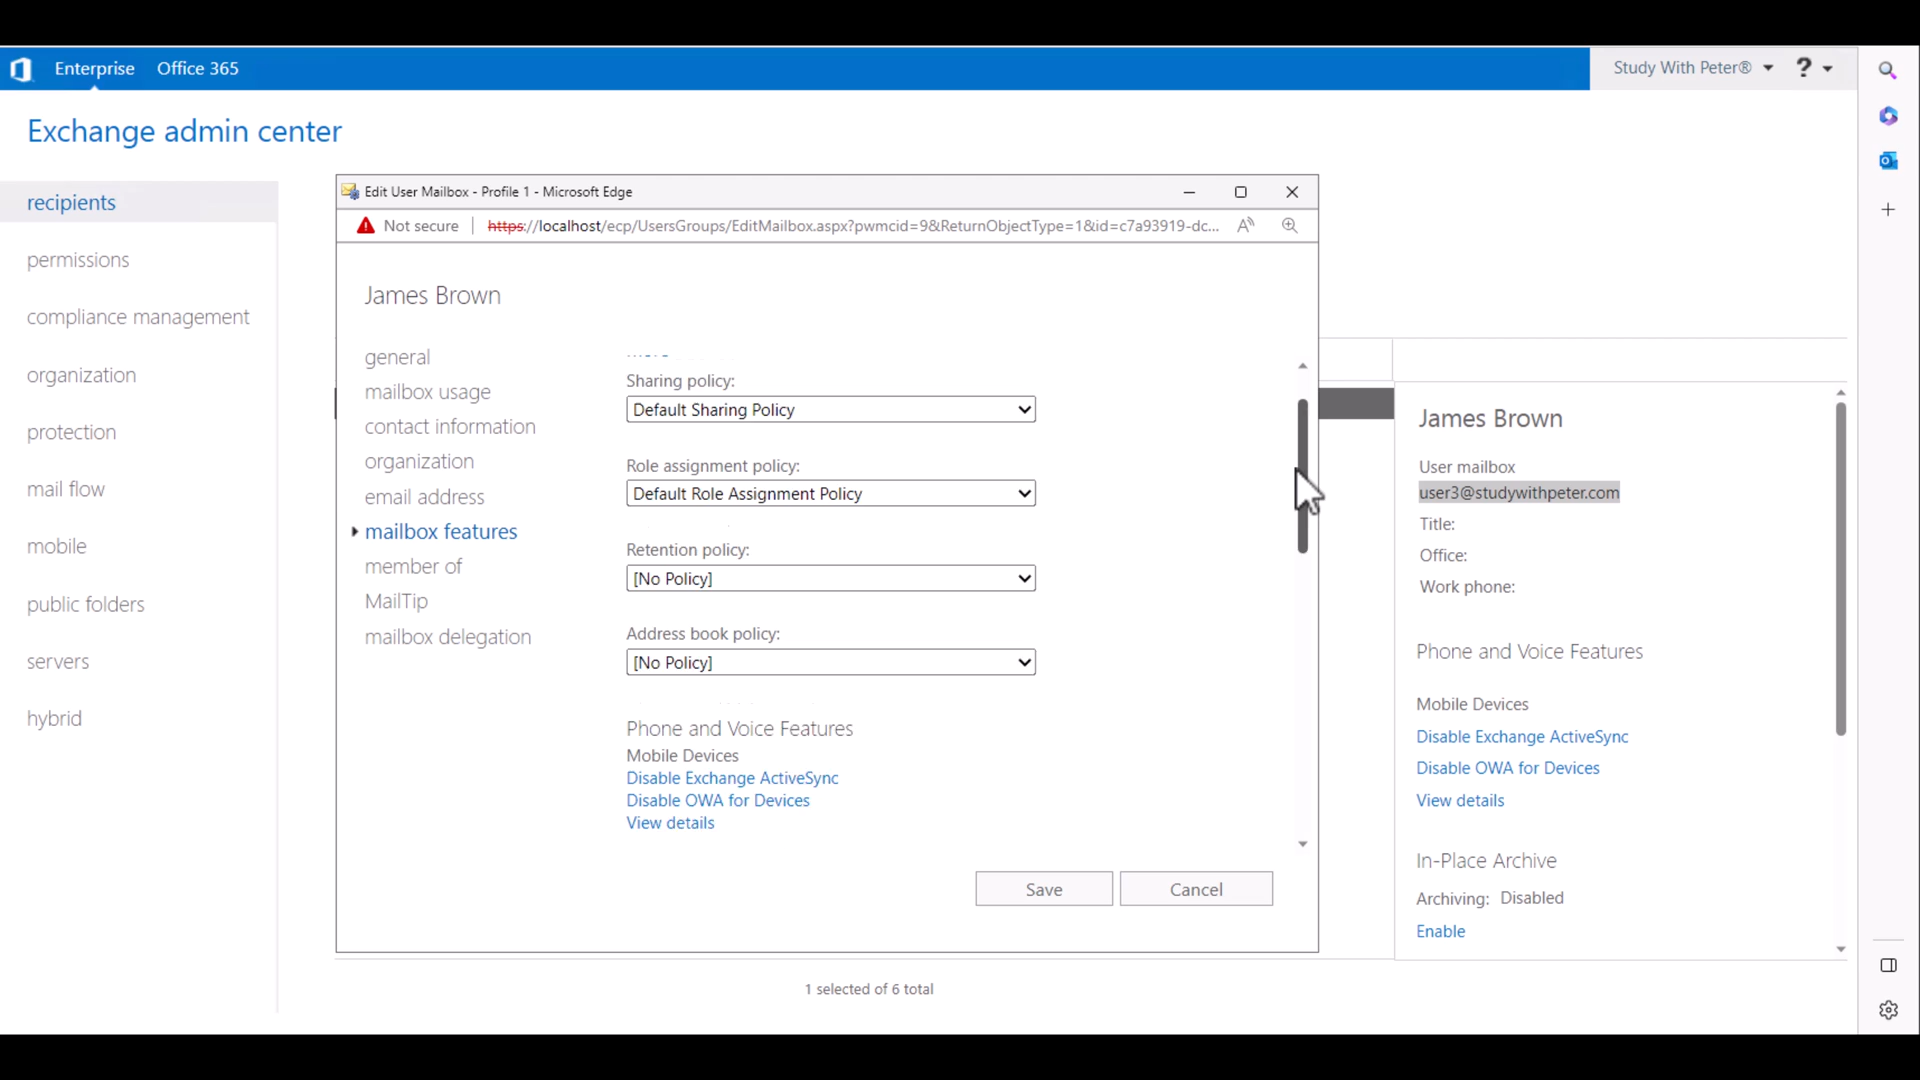 Enterprise Office 365
Study With Peter® ?
Exchange admin center
recipients
permissions
compliance management
organization
protection
mail flow
mobile
public folders
servers
hybrid
Edit User Mailbox - Profile 1 - Microsoft Edge
Not secure https://localhost/ecp/UsersGroups/EditMailbox.aspx?pwmcid=9&ReturnObjectType=1&id=c7a93919-dc...
James Brown
general
mailbox usage
contact information
organization
email address
mailbox features
member of
MailTip
mailbox delegation
Sharing policy:
Default Sharing Policy
Role assignment policy:
Default Role Assignment Policy
Retention policy:
[No Policy]
Address book policy:
[No Policy]
Phone and Voice Features
Mobile Devices
Disable Exchange ActiveSync
Disable OWA for Devices
View details
Save Cancel
James Brown
User mailbox
user3@studywithpeter.com
Title:
Office:
Work phone:
Phone and Voice Features
Mobile Devices
Disable Exchange ActiveSync
Disable OWA for Devices
View details
In-Place Archive
Archiving: Disabled
Enable
1 selected of 6 total